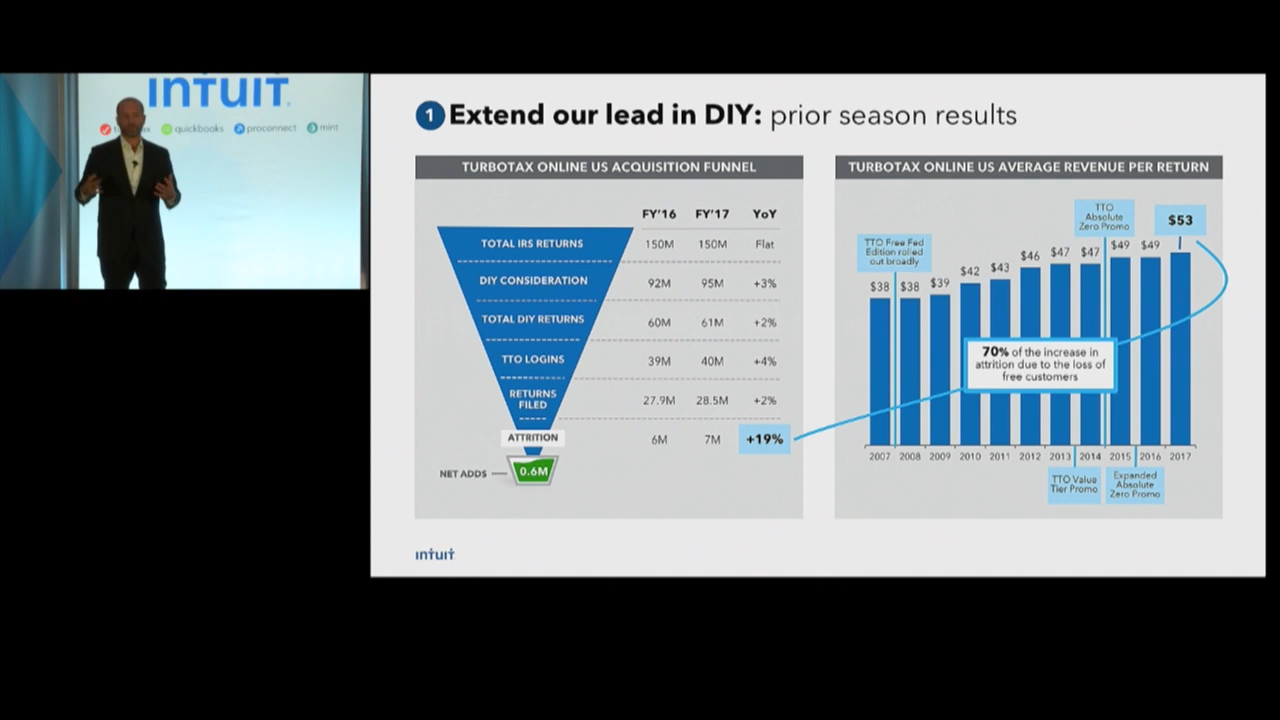 INTUIT
quickbooks
proconnect
mint
1 Extend our lead in DIY: prior season results
TURBOTAX ONLINE US ACQUISITION FUNNEL
FY'16 FY'17 YoY
TOTAL IRS RETURNS 150M 150M Flat
DIY CONSIDERATION 92M 95M +3%
TOTAL DIY RETURNS 60M 61M +2%
TTO LOGINS 39M 40M +4%
RETURNS
FILED 27.9M 28.5M +2%
ATTRITION 6M 7M +19%
NET ADDS 0.6M
TURBOTAX ONLINE US AVERAGE REVENUE PER RETURN
TTO Free Fed
Edition rolled
out broadly
TTO
Absolute
Zero Promo
$38 $38 $39 $42 $43 $46 $47 $47 $49 $49 $53
70% of the increase in
attrition due to the loss of
free customers
2007 2008 2009 2010 2011 2012 2013 2014 2015 2016 2017
TTO Value
Tier Promo
Expanded
Absolute
Zero Promo
INTUIT